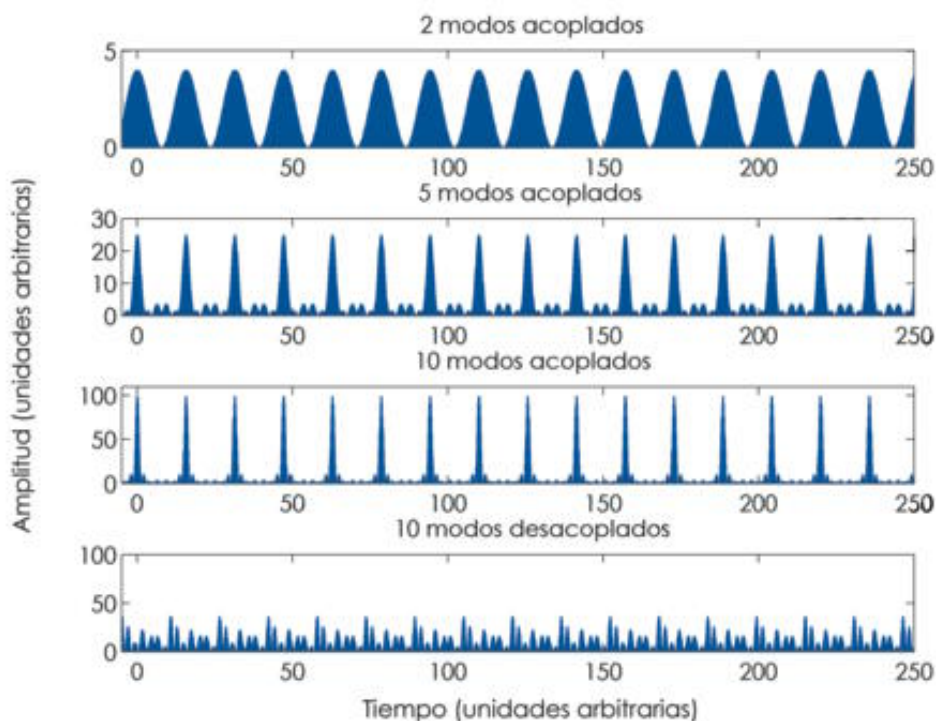 2 modos acoplados
5
0
0 50 100 150 200 250
5 modos acoplados
30
20
10
0
0 50 100 150 200 250
10 modos acoplados
100
50
0
0 50 100 150 200 250
10 modos desacoplados
100
50
0
0 50 100 150 200 250
Amplitud (unidades arbitrarias)
Tiempo (unidades arbitrarias)